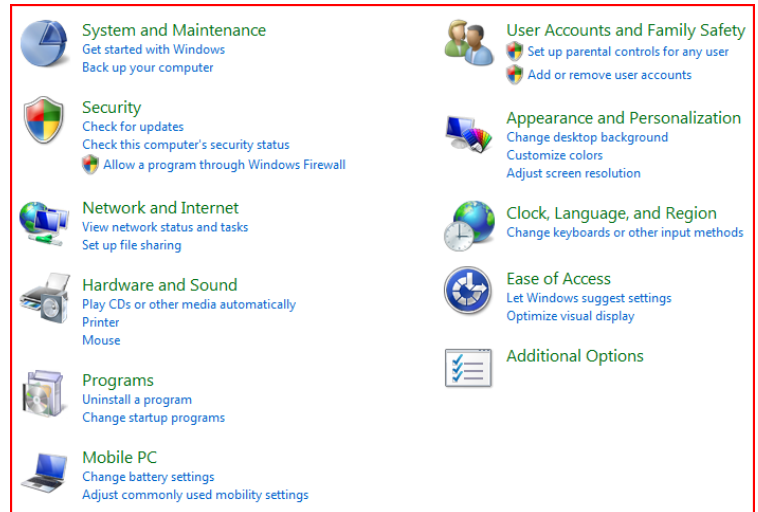 System and Maintenance
Get started with Windows
Back up your computer
Security
Check for updates
Check this computer's security status
Allow a program through Windows Firewall
Network and Internet
View network status and tasks
Set up file sharing
Hardware and Sound
Play CDs or other media automatically
Printer
Mouse
Programs
Uninstall a program
Change startup programs
Mobile PC
Change battery settings
Adjust commonly used mobility settings
User Accounts and Family Safety
Set up parental controls for any user
Add or remove user accounts
Appearance and Personalization
Change desktop background
Customize colors
Adjust screen resolution
Clock, Language, and Region
Change keyboards or other input methods
Ease of Access
Let Windows suggest settings
Optimize visual display
Additional Options